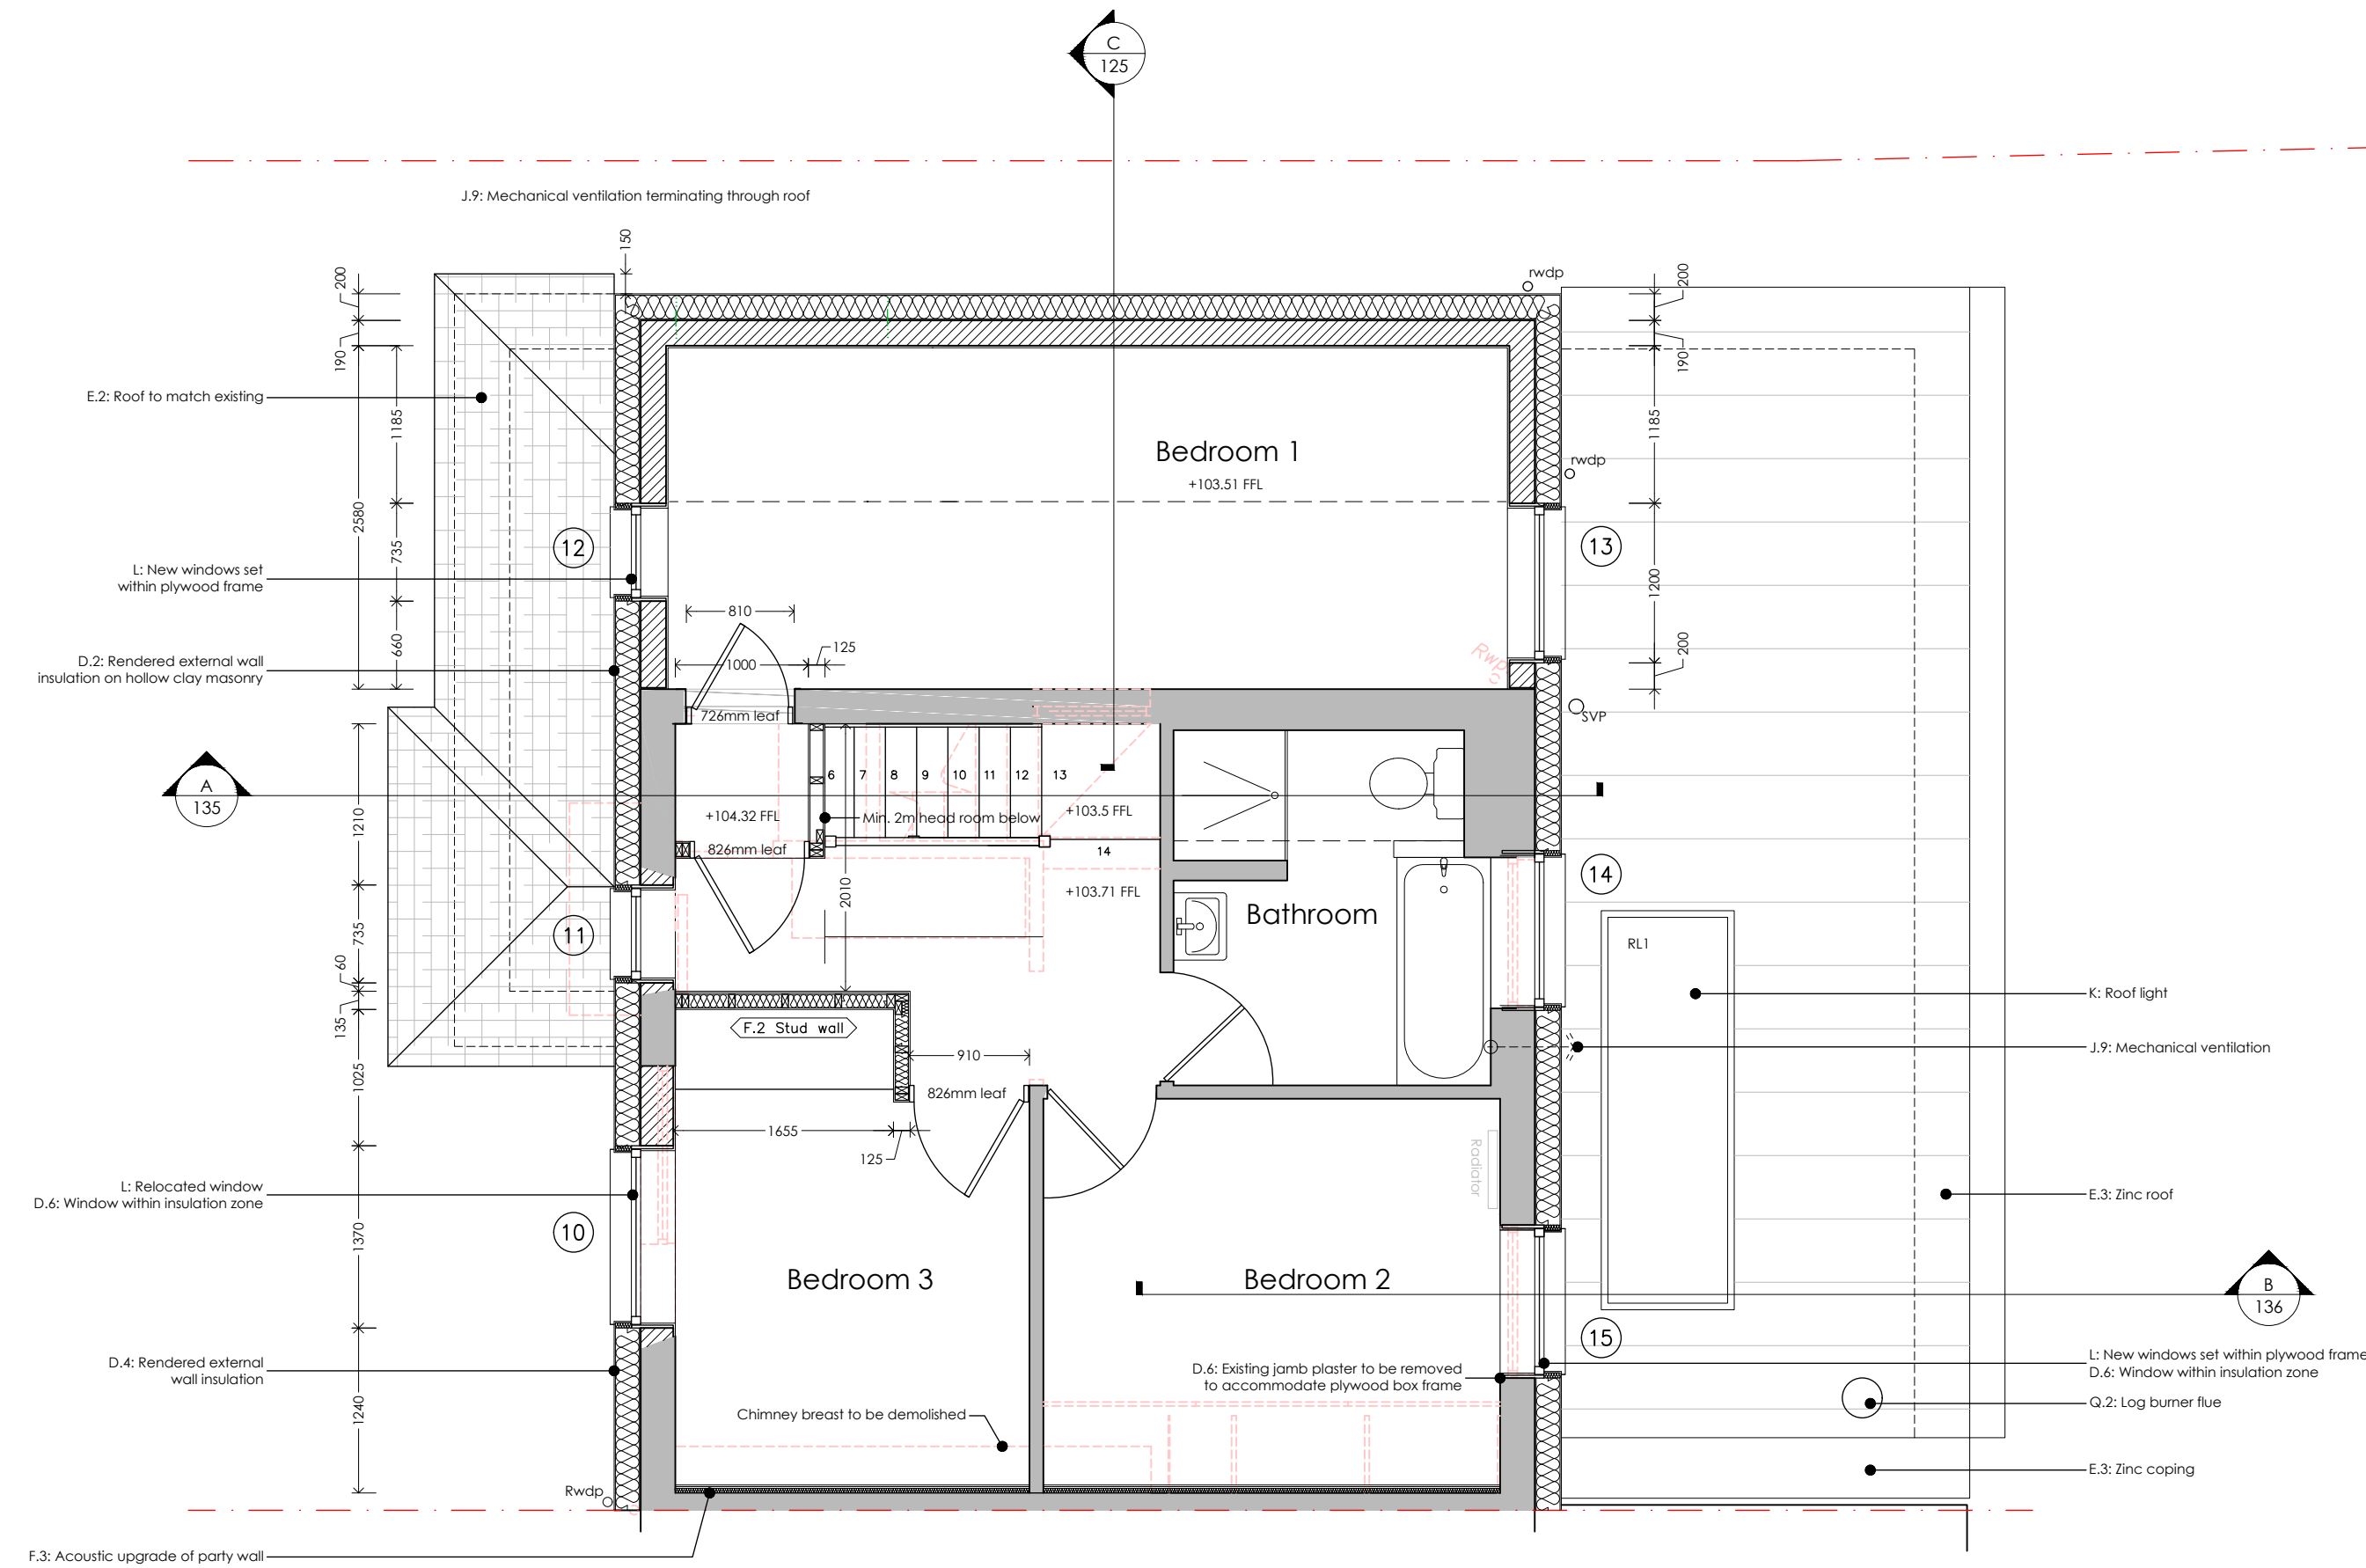 C
125
J.9: Mechanical ventilation terminating through roof
150
200
190
2580
1185
735
660
rwdp
200
190
1185
1200
200
E.2: Roof to match existing
Bedroom 1
+103.51 FFL
rwdp
12
13
L: New windows set
within plywood frame
810
125
1000
D.2: Rendered external wall
insulation on hollow clay masonry
Rwp
SVP
726mm leaf
A
135
6
7
8
9
10
11
12
13
+104.32 FFL
Min. 2m head room below
+103.5 FFL
826mm leaf
14
+103.71 FFL
2010
1210
735
60
135
1025
1370
1240
Bathroom
14
11
RL1
K: Roof light
F.2 Stud wall
J.9: Mechanical ventilation
910
826mm leaf
1655
125
Radiator
L: Relocated window
D.6: Window within insulation zone
E.3: Zinc roof
10
Bedroom 3
Bedroom 2
B
136
15
D.4: Rendered external
wall insulation
D.6: Existing jamb plaster to be removed
to accommodate plywood box frame
L: New windows set within plywood frame
D.6: Window within insulation zone
Q.2: Log burner flue
Chimney breast to be demolished
E.3: Zinc coping
Rwdp
F.3: Acoustic upgrade of party wall